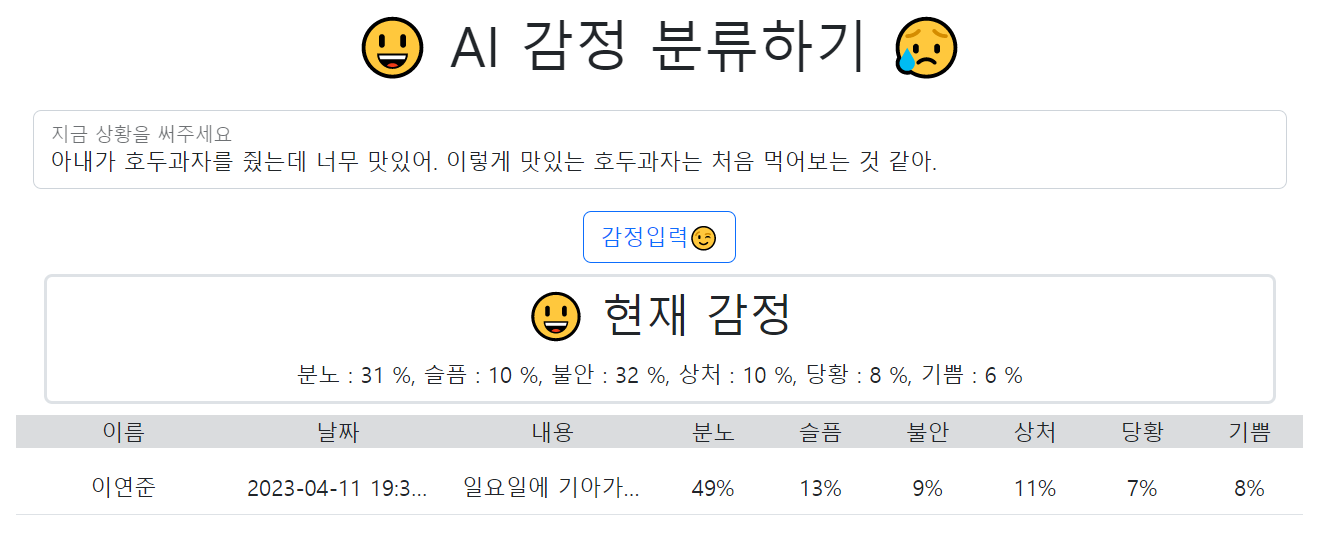 AI 감정 분류하기
지금 상황을 써주세요
아내가 호두과자를 줬는데 너무 맛있어. 이렇게 맛있는 호두과자는 처음 먹어보는 것 같아.
감정입력
현재 감정
분노 : 31 %, 슬픔 : 10 %, 불안 : 32 %, 상처 : 10 %, 당황 : 8 %, 기쁨 : 6 %
이름 날짜 내용 분노 슬픔 불안 상처 당황 기쁨
이연준 2023-04-11 19:3... 일요일에 기아가... 49% 13% 9% 11% 7% 8%